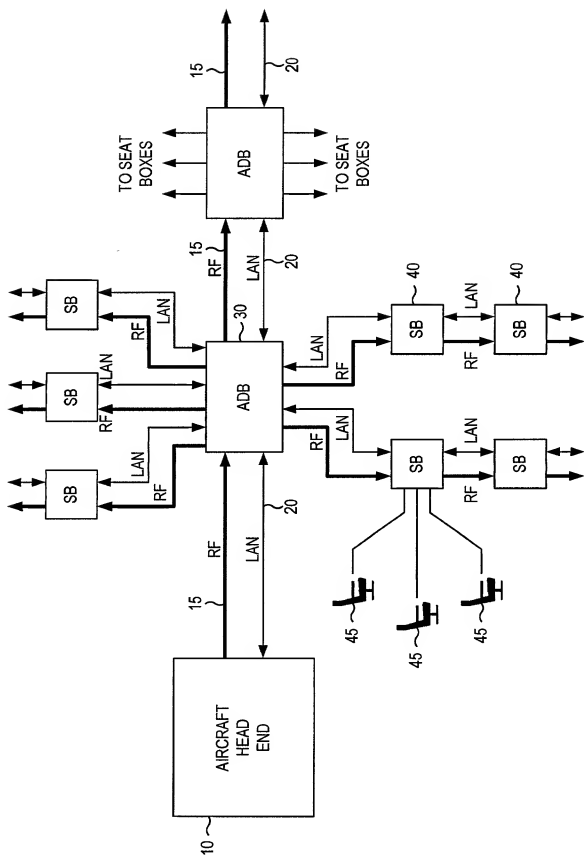 AIRCRAFT
HEAD
END
10
15
RF
LAN
20
SB
SB
SB
LAN
RF
LAN
RF
LAN
RF
30
ADB
RF
LAN
RF
LAN
SB
LAN
RF
SB
45
45
45
40
SB
LAN
RF
40
SB
15
RF
LAN
20
TO SEAT
BOXES
ADB
TO SEAT
BOXES
15
20